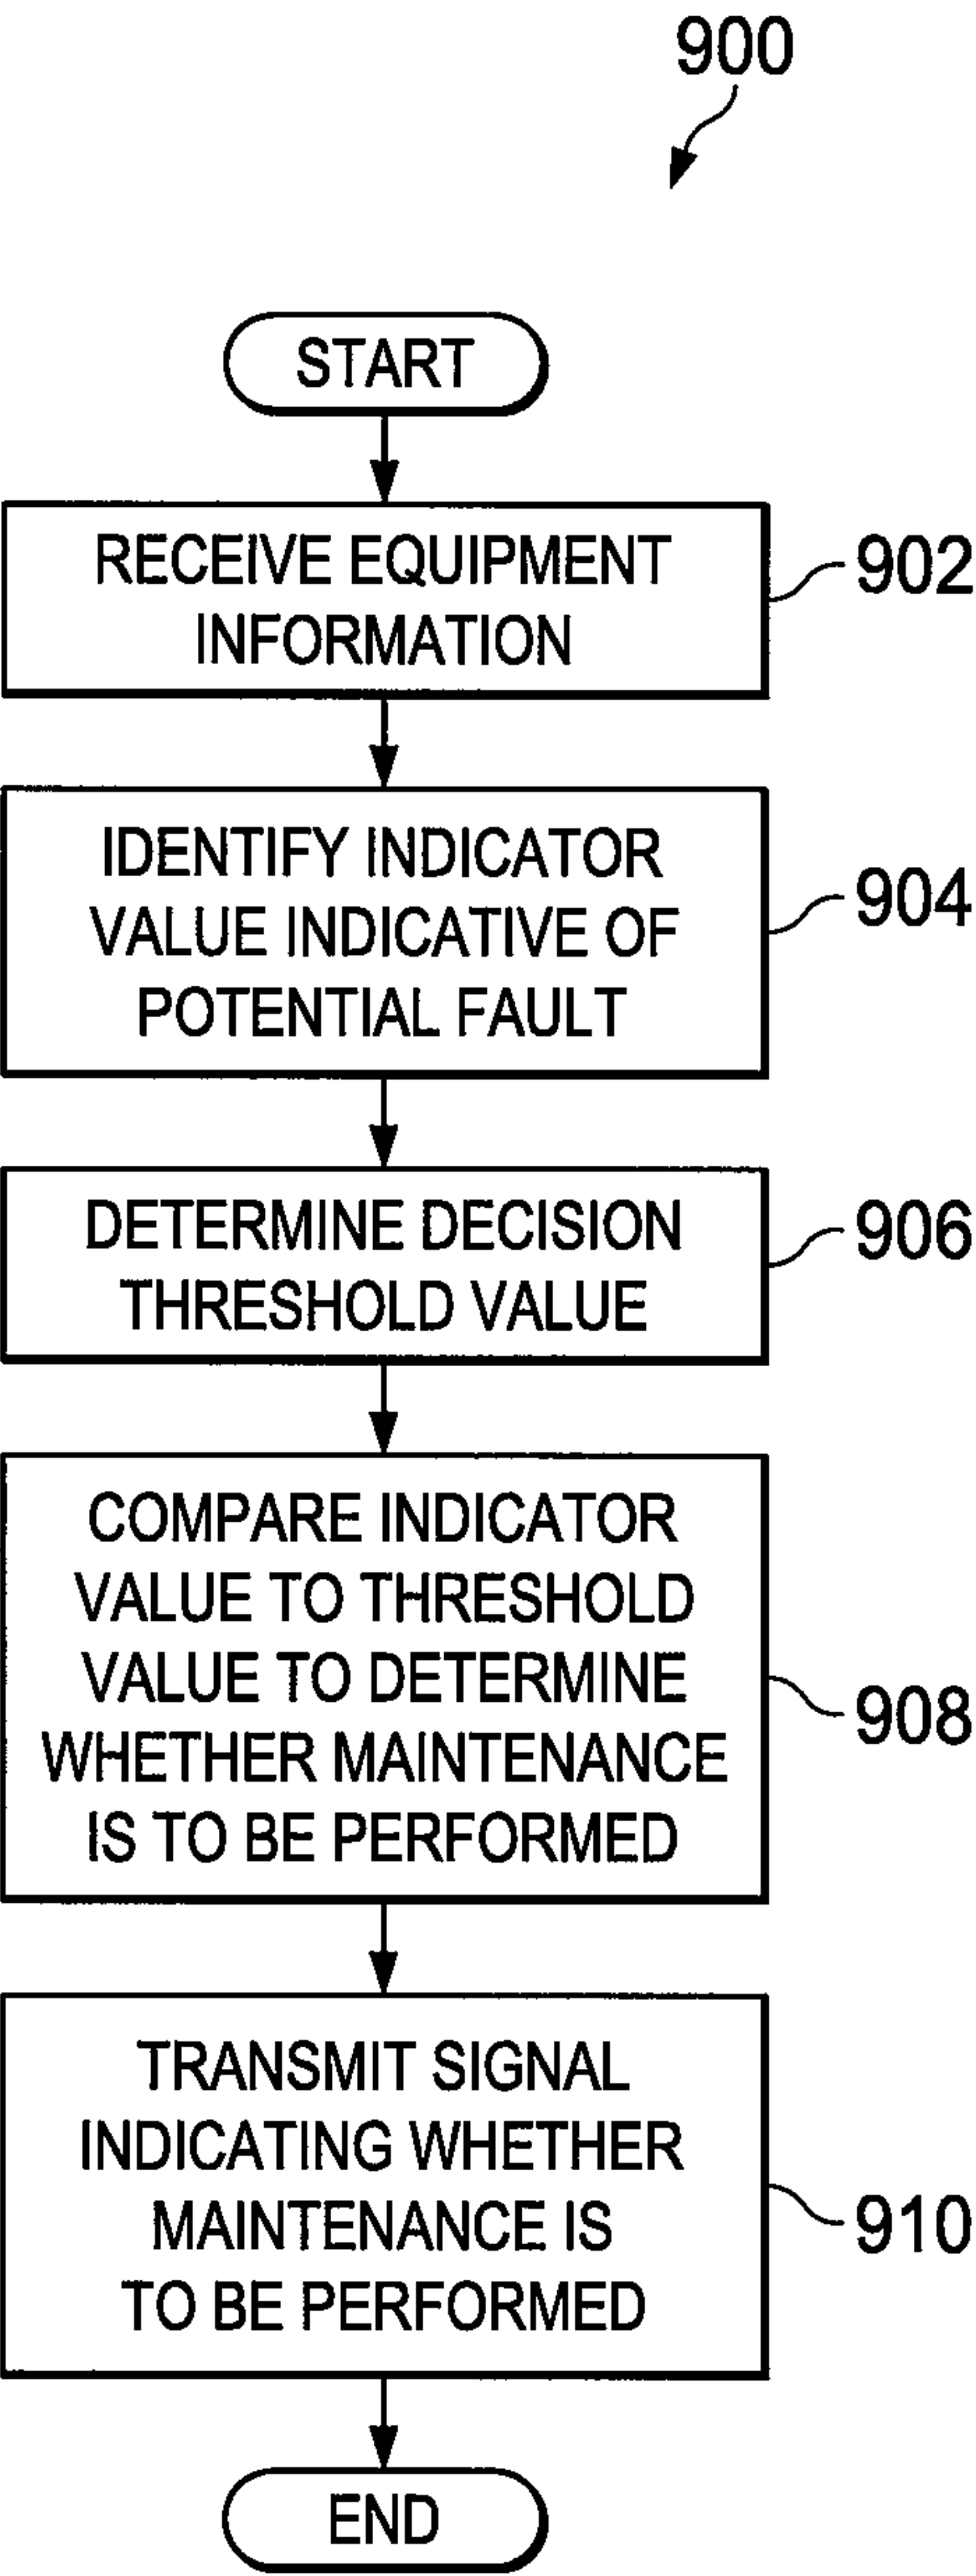 900
START
RECEIVE EQUIPMENT
INFORMATION
902
IDENTIFY INDICATOR
VALUE INDICATIVE OF
POTENTIAL FAULT
904
DETERMINE DECISION
THRESHOLD VALUE
906
COMPARE INDICATOR
VALUE TO THRESHOLD
VALUE TO DETERMINE
WHETHER MAINTENANCE
IS TO BE PERFORMED
908
TRANSMIT SIGNAL
INDICATING WHETHER
MAINTENANCE IS
TO BE PERFORMED
910
END